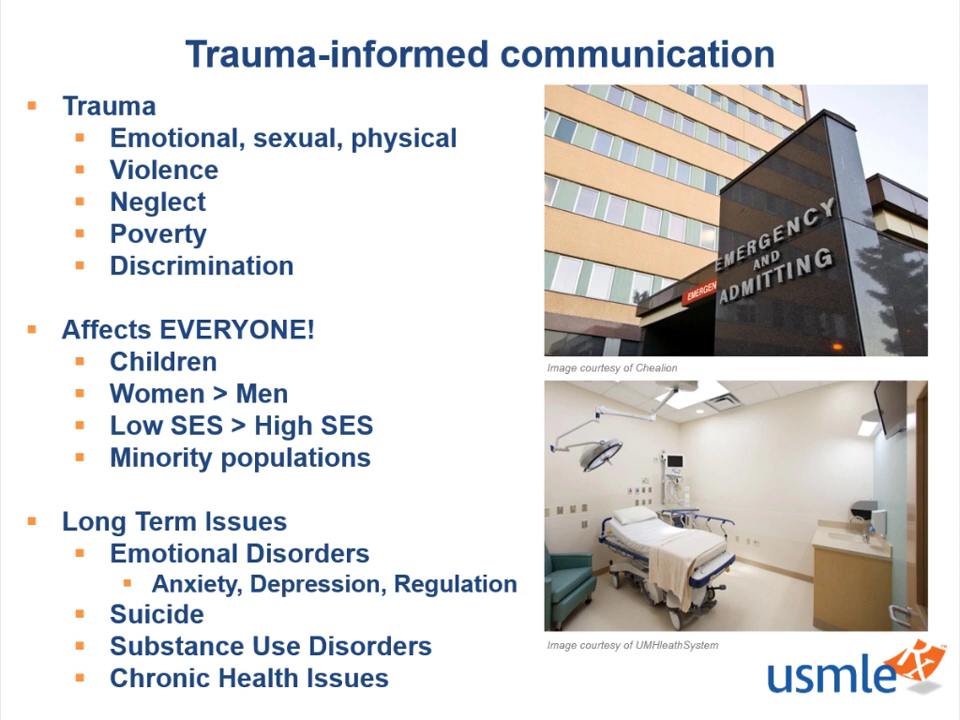 Trauma-informed communication
Trauma
Emotional, sexual, physical
Violence
Neglect
Poverty
Discrimination
Affects EVERYONE!
Children
Women > Men
Low SES > High SES
Minority populations
Long Term Issues
Emotional Disorders
Anxiety, Depression, Regulation
Suicide
Substance Use Disorders
Chronic Health Issues
EMERGENCY
AND
ADMITTING
EMERGEN
Image courtesy of Chealion
Image courtesy of UMHleathSystem
usmle Rx